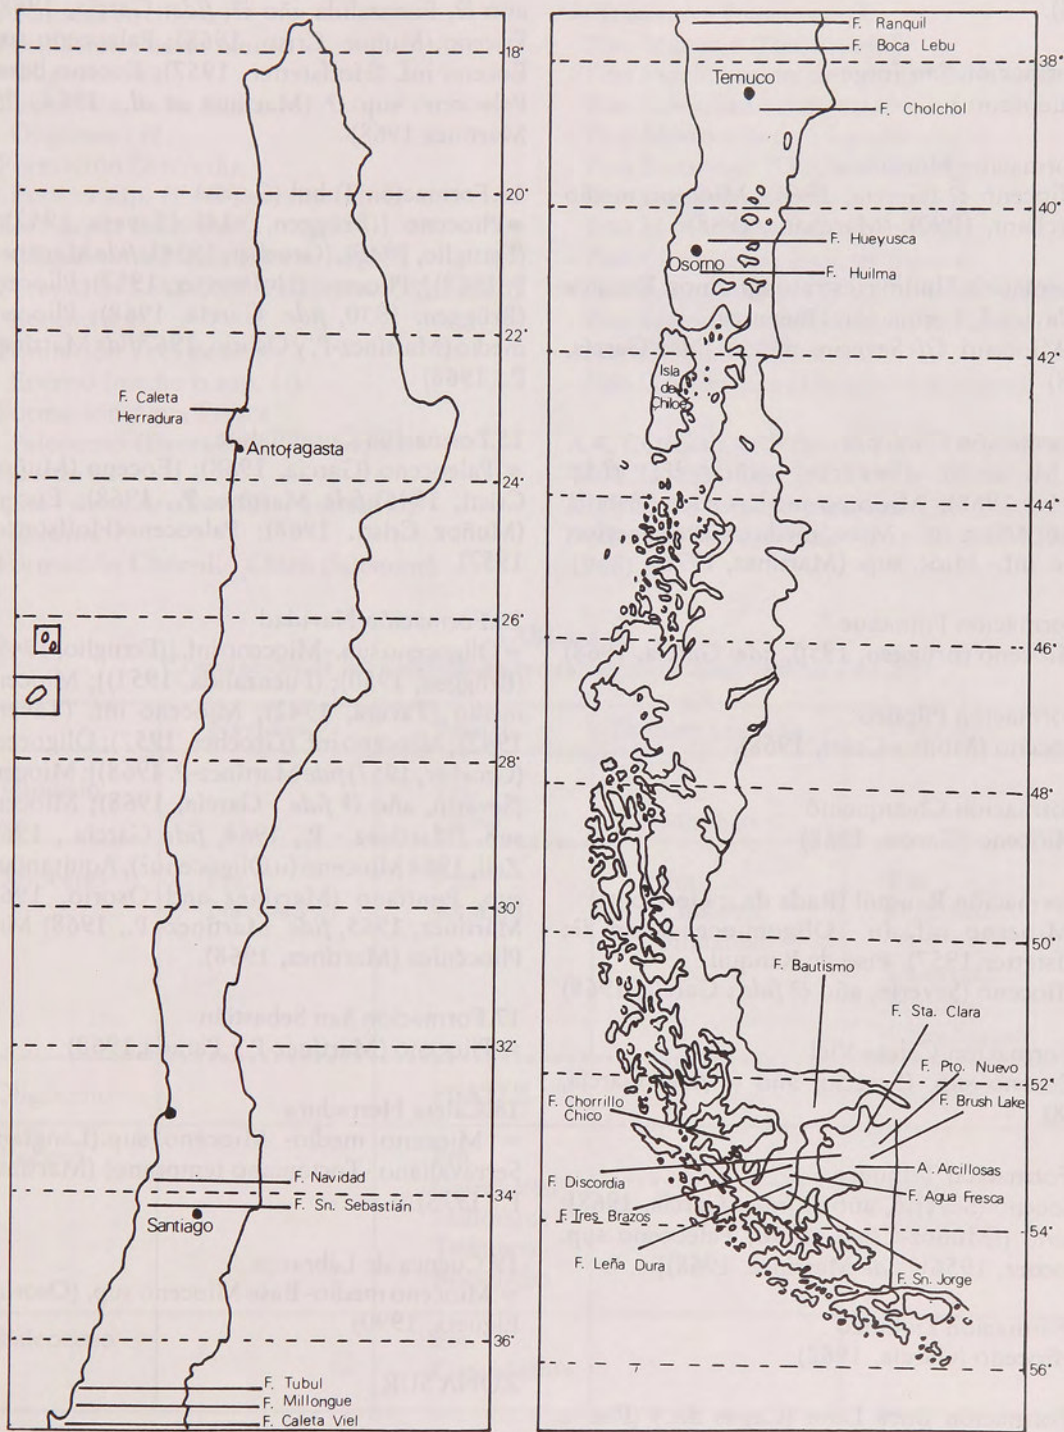 18°
20°
22°
F. Caleta
Herradura
Antofagasta
24°
26°
28°
30°
32°
F. Navidad
34°
F. Sn. Sebastián
Santiago
36°
F. Tubul
F. Millongue
F. Caleta Viel
F. Ranquil
F. Boca Lebu
38°
Temuco
F. Cholchol
40°
F. Hueyusca
Osorno
F. Huilma
42°
Isla
de
Chiloé
44°
46°
48°
50°
F. Bautismo
F. Sta. Clara
52°
F. Pto. Nuevo
F. Brush Lake
F. Chorrillo
Chico
A. Arcillosas
F. Discordia
F. Agua Fresca
F. Tres Brazos
54°
F. Leña Dura
F. Sn. Jorge
56°